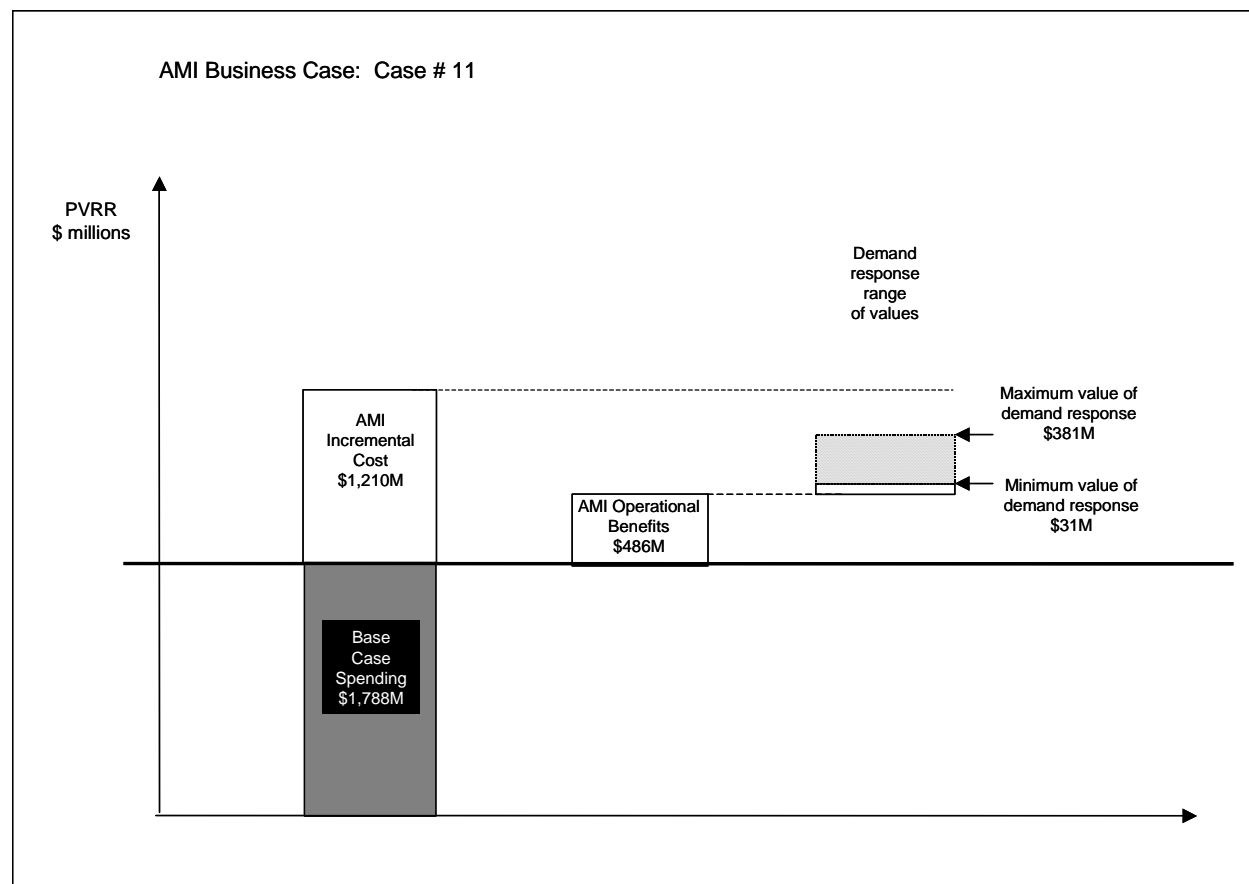 AMI Business Case:  Case # 11
PVRR
$ millions
Demand
response
range
of values
AMI
Incremental
Cost
$1,210M
Maximum value of
demand response
$381M
AMI Operational
Benefits
$486M
Minimum value of
demand response
$31M
Base
Case
Spending
$1,788M